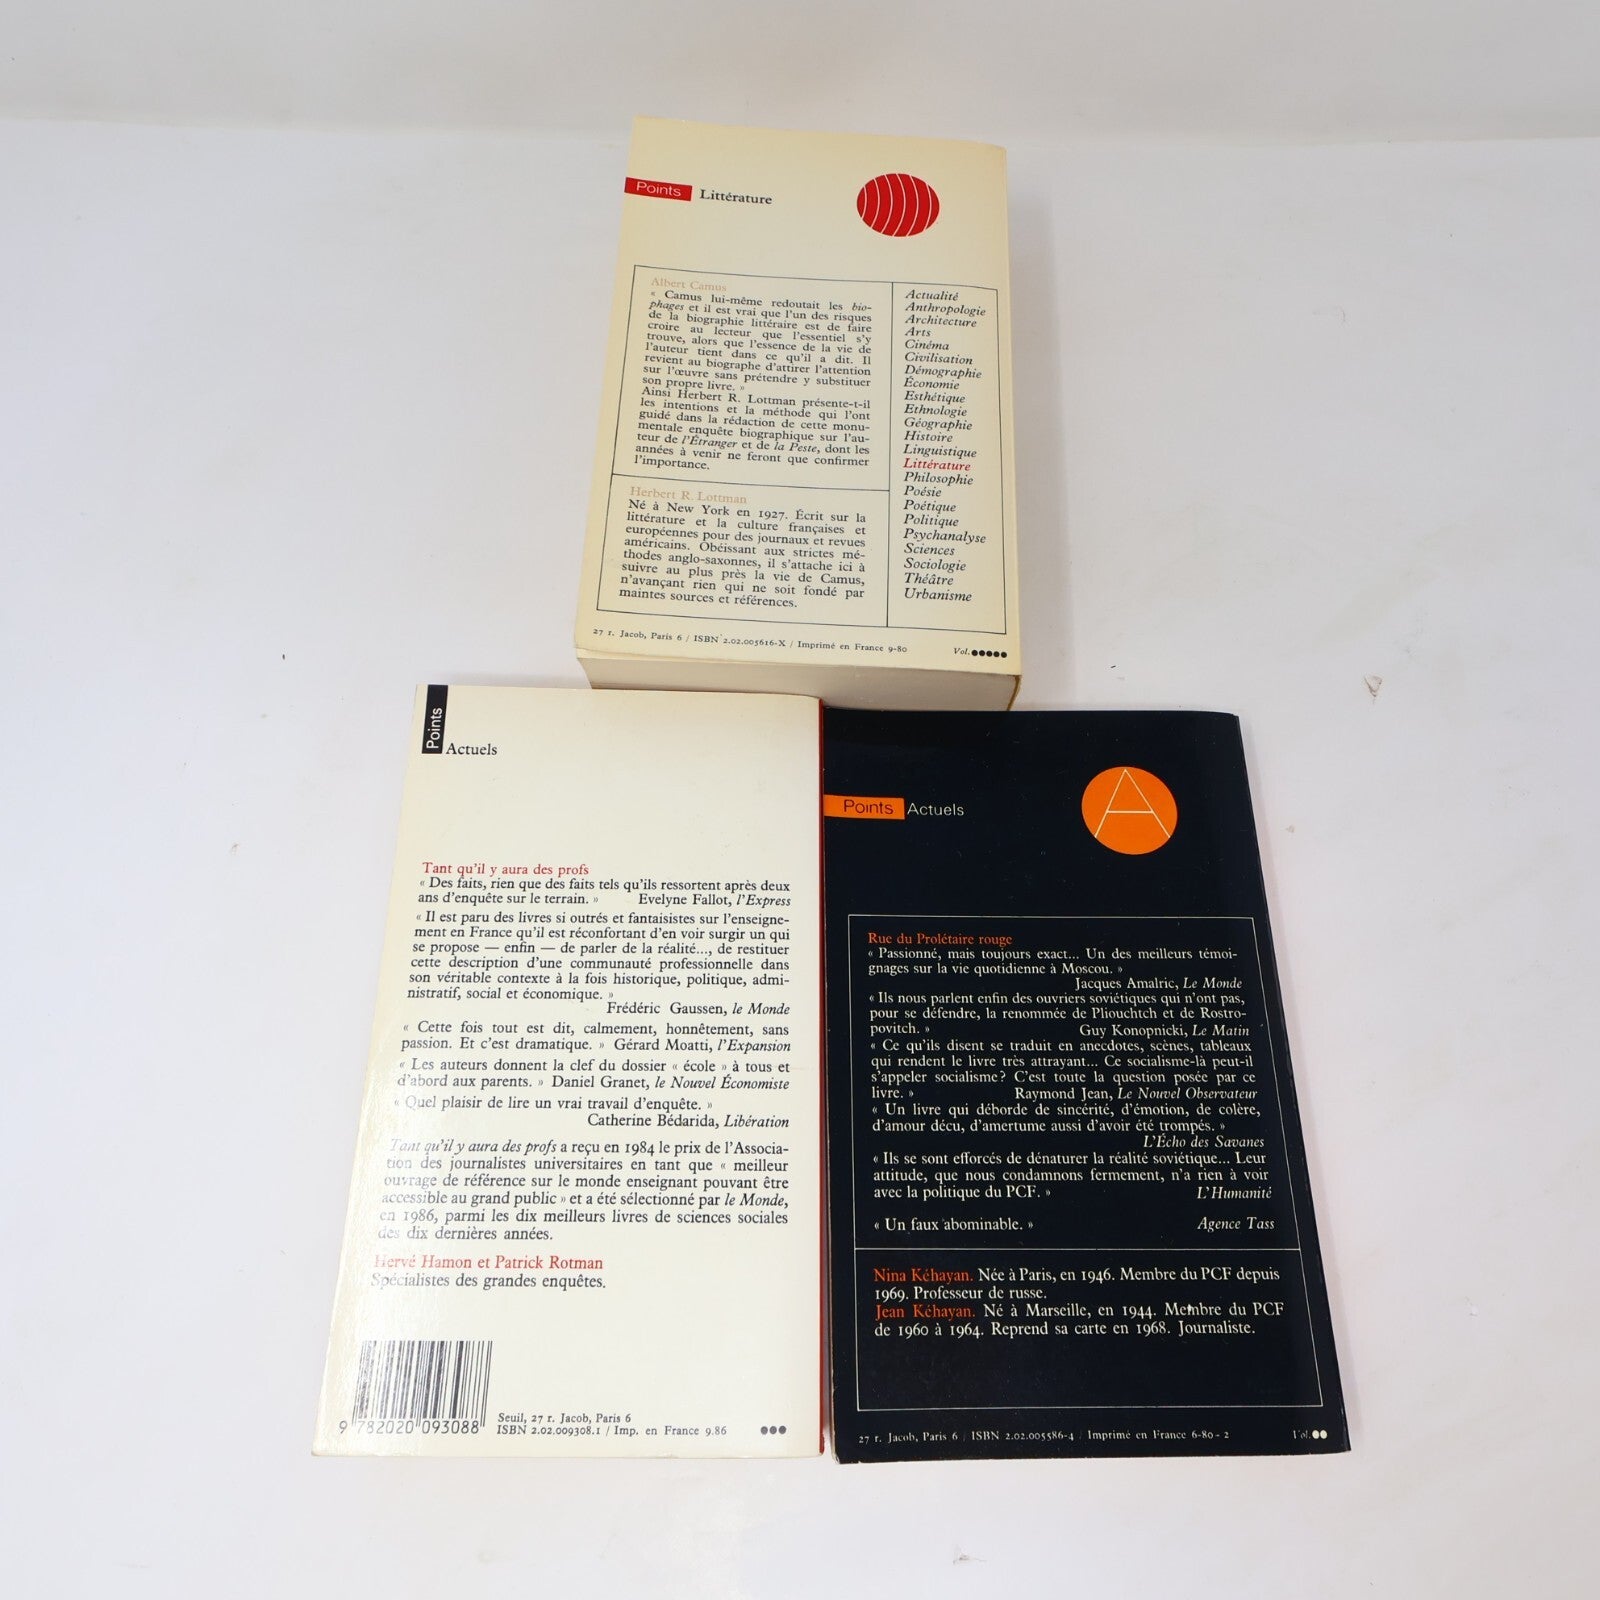 Points Littérature
Albert Camus
« Camus lui-même redoutait les bio-
phages et il est vrai que l'un des risques
de la biographie littéraire est de faire
croire au lecteur que l'essentiel s'y
trouve, alors que l'essence de la vie de
l'auteur tient dans ce qu'il a dit. Il
revient au biographe d'attirer l'attention
sur l'œuvre sans prétendre y substituer
son propre livre. »
Ainsi Herbert R. Lottman présente-t-il
les intentions et la méthode qui l'ont
guidé dans la rédaction de cette monu-
mentale enquête biographique sur l'au-
teur de l'Étranger et de la Peste, dont les
années à venir ne feront que confirmer
l'importance.
Herbert R. Lottman
Né à New York en 1927. Écrit sur la
littérature et la culture françaises et
européennes pour des journaux et revues
américains. Obéissant aux strictes mé-
thodes anglo-saxonnes, il s'attache ici à
suivre au plus près la vie de Camus,
n'avançant rien qui ne soit fondé par
maintes sources et références.
Actualité
Anthropologie
Architecture
Arts
Cinéma
Civilisation
Démographie
Économie
Esthétique
Ethnologie
Géographie
Histoire
Linguistique
Littérature
Philosophie
Poésie
Poétique
Politique
Psychanalyse
Sciences
Sociologie
Théâtre
Urbanisme
27 r. Jacob, Paris 6 / ISBN 2.02.005616-X / Imprimé en France 9-80 Vol.●●●●●
Points
Actuels
Tant qu'il y aura des profs
« Des faits, rien que des faits tels qu'ils ressortent après deux
ans d'enquête sur le terrain. » Evelyne Fallot, l'Express
« Il est paru des livres si outrés et fantaisistes sur l'enseigne-
ment en France qu'il est réconfortant d'en voir surgir un qui
se propose — enfin — de parler de la réalité..., de restituer
cette description d'une communauté professionnelle dans
son véritable contexte à la fois historique, politique, admi-
nistratif, social et économique. »
Frédéric Gaussen, le Monde
« Cette fois tout est dit, calmement, honnêtement, sans
passion. Et c'est dramatique. » Gérard Moatti, l'Expansion
« Les auteurs donnent la clef du dossier « école » à tous et
d'abord aux parents. » Daniel Granet, le Nouvel Économiste
« Quel plaisir de lire un vrai travail d'enquête. »
Catherine Bédarida, Libération
Tant qu'il y aura des profs a reçu en 1984 le prix de l'Associa-
tion des journalistes universitaires en tant que « meilleur
ouvrage de référence sur le monde enseignant pouvant être
accessible au grand public » et a été sélectionné par le Monde,
en 1986, parmi les dix meilleurs livres de sciences sociales
des dix dernières années.
Hervé Hamon et Patrick Rotman
Spécialistes des grandes enquêtes.
9 782020 093088
Seuil, 27 r. Jacob, Paris 6
ISBN 2.02.009308.1 / Imp. en France 9.86 ●●●
Points Actuels
A
Rue du Prolétaire rouge
« Passionné, mais toujours exact... Un des meilleurs témoi-
gnages sur la vie quotidienne à Moscou. »
Jacques Amalric, Le Monde
« Ils nous parlent enfin des ouvriers soviétiques qui n'ont pas,
pour se défendre, la renommée de Pliouchtch et de Rostro-
povitch. » Guy Konopnicki, Le Matin
« Ce qu'ils disent se traduit en anecdotes, scènes, tableaux
qui rendent le livre très attrayant... Ce socialisme-là peut-il
s'appeler socialisme? C'est toute la question posée par ce
livre. » Raymond Jean, Le Nouvel Observateur
« Un livre qui déborde de sincérité, d'émotion, de colère,
d'amour déçu, d'amertume aussi d'avoir été trompés. »
L'Écho des Savanes
« Ils se sont efforcés de dénaturer la réalité soviétique... Leur
attitude, que nous condamnons fermement, n'a rien à voir
avec la politique du PCF. » L'Humanité
« Un faux abominable. » Agence Tass
Nina Kéhayan. Née à Paris, en 1946. Membre du PCF depuis
1969. Professeur de russe.
Jean Kéhayan. Né à Marseille, en 1944. Membre du PCF
de 1960 à 1964. Reprend sa carte en 1968. Journaliste.
27 r. Jacob, Paris 6 / ISBN 2.02.005586-4 / Imprimé en France 6-80-2 Vol.●●